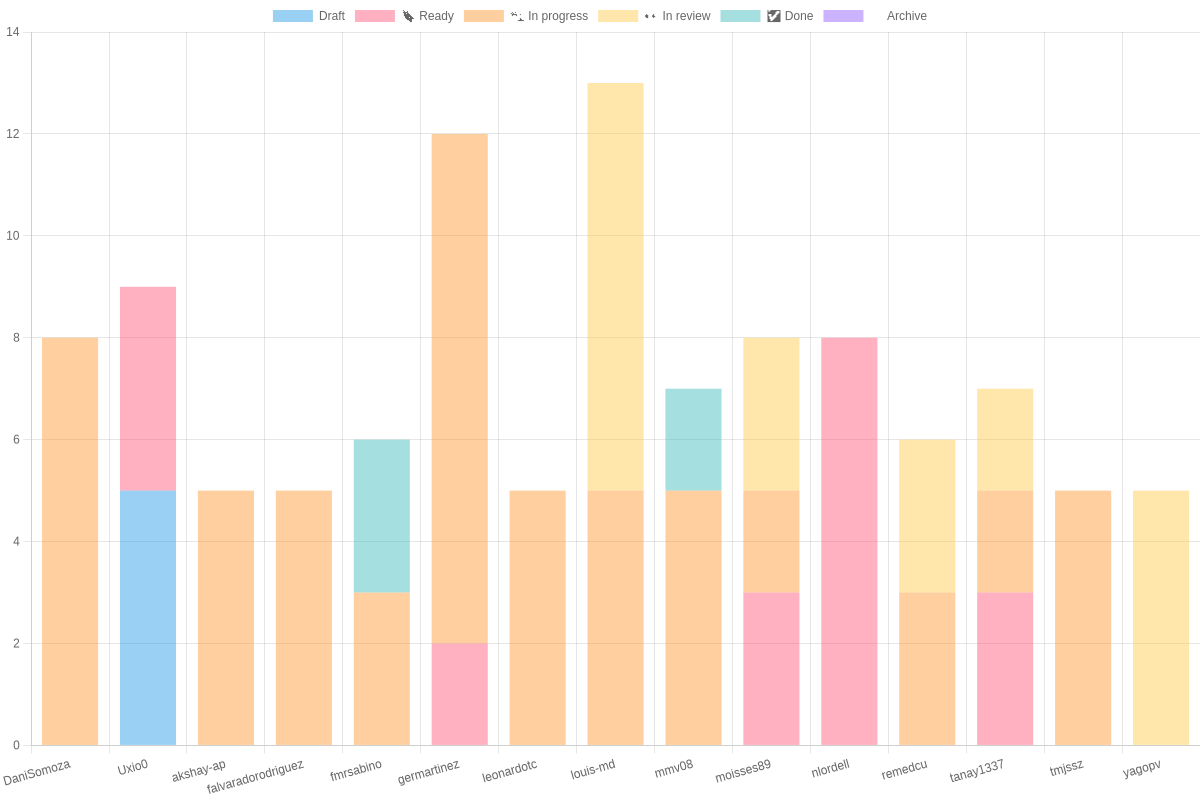 Draft 🔖 Ready 🏗 In progress 👀 In review ✅ Done Archive
14
12
10
8
6
4
2
0
DaniSomoza
Uxio0
akshay-ap
falvaradorodriguez
fmrsabino
germartinez
leonardotc
louis-md
mmv08
moisses89
nlordell
remedcu
tanay1337
tmjssz
yagopv